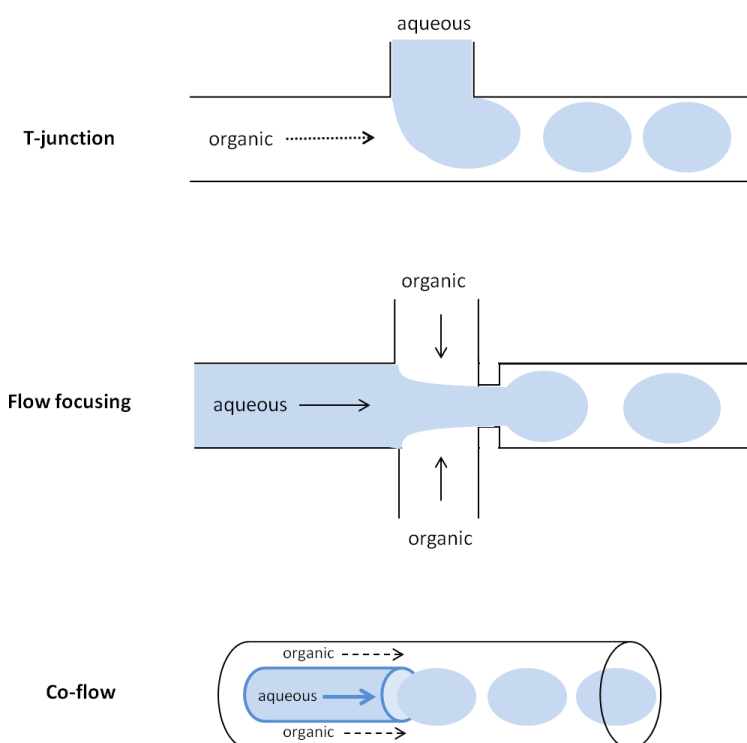 aqueous
T-junction
organic
organic
Flow focusing
aqueous
organic
organic
Co-flow
aqueous
organic